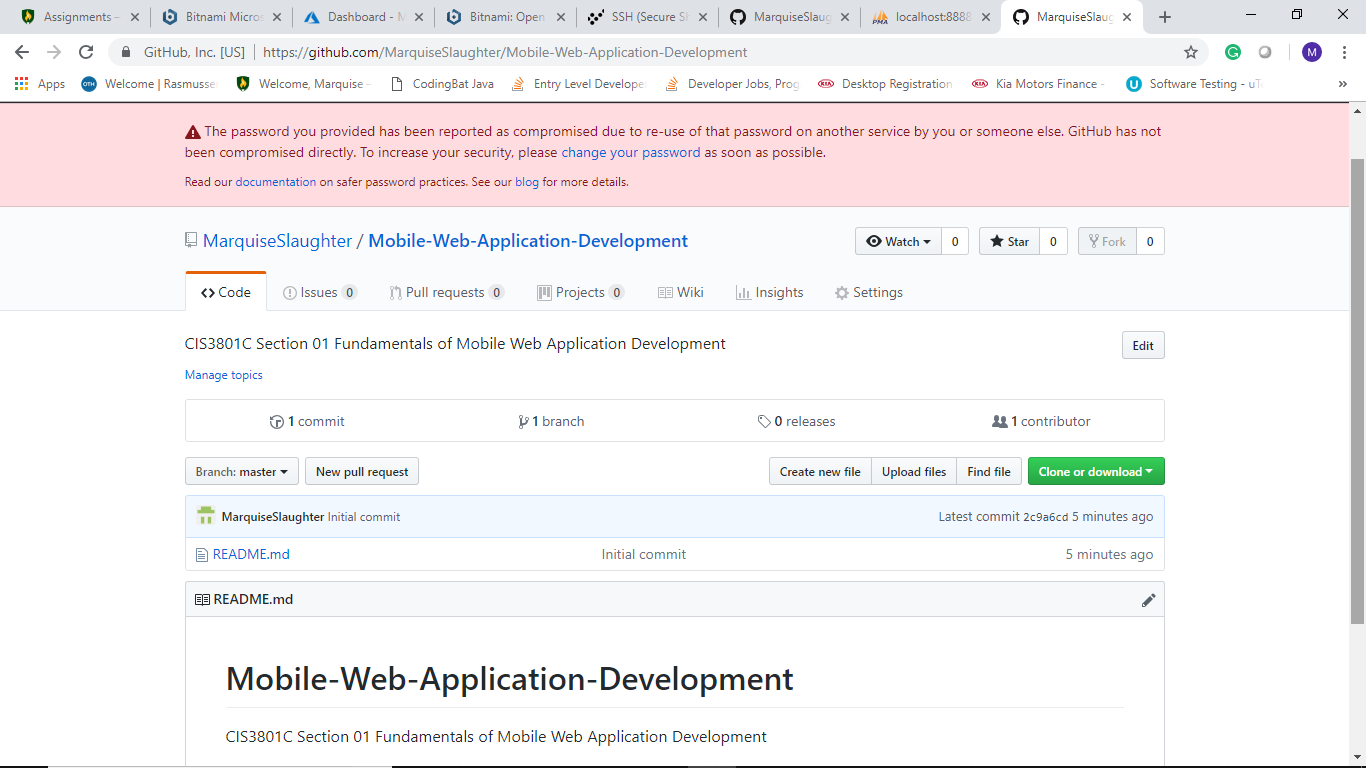 Assignments –
Bitnami Micros
Dashboard - M
Bitnami: Open
SSH (Secure Sh
MarquiseSlaug
localhost:8888
MarquiseSlaug
GitHub, Inc. [US] | https://github.com/MarquiseSlaughter/Mobile-Web-Application-Development
M
Apps
OTH Welcome | Rasmusse
Welcome, Marquise –
CodingBat Java
Entry Level Develope
Developer Jobs, Prog
KIA Desktop Registration
KIA Kia Motors Finance -
Software Testing - uT
»
The password you provided has been reported as compromised due to re-use of that password on another service by you or someone else. GitHub has not
been compromised directly. To increase your security, please change your password as soon as possible.
Read our documentation on safer password practices. See our blog for more details.
MarquiseSlaughter / Mobile-Web-Application-Development
Watch 0
Star 0
Fork 0
Code
Issues 0
Pull requests 0
Projects 0
Wiki
Insights
Settings
CIS3801C Section 01 Fundamentals of Mobile Web Application Development
Edit
Manage topics
1 commit
1 branch
0 releases
1 contributor
Branch: master
New pull request
Create new file
Upload files
Find file
Clone or download
MarquiseSlaughter Initial commit
Latest commit 2c9a6cd 5 minutes ago
README.md
Initial commit
5 minutes ago
README.md
Mobile-Web-Application-Development
CIS3801C Section 01 Fundamentals of Mobile Web Application Development